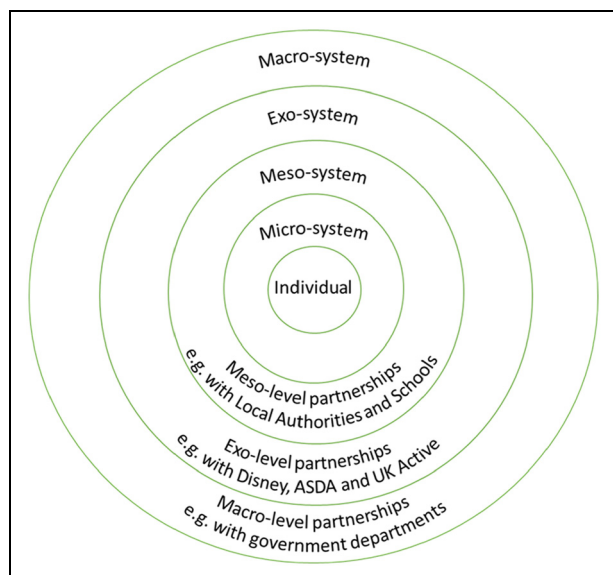 Macro-system
Exo-system
Meso-system
Micro-system
Individual
Meso-level partnerships
e.g. with Local Authorities and Schools
Exo-level partnerships
e.g. with Disney, ASDA and UK Active
Macro-level partnerships
e.g. with government departments